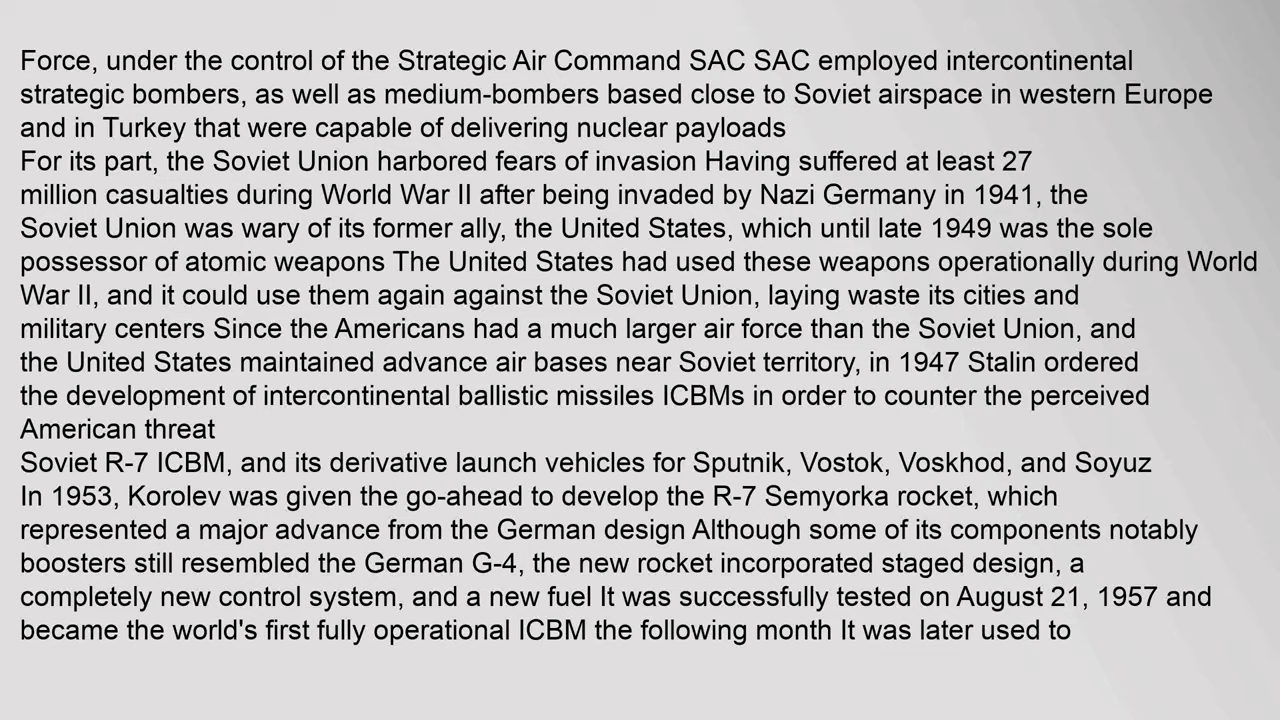 Force, under the control of the Strategic Air Command SAC SAC employed intercontinental
strategic bombers, as well as medium-bombers based close to Soviet airspace in western Europe
and in Turkey that were capable of delivering nuclear payloads
For its part, the Soviet Union harbored fears of invasion Having suffered at least 27
million casualties during World War II after being invaded by Nazi Germany in 1941, the
Soviet Union was wary of its former ally, the United States, which until late 1949 was the sole
possessor of atomic weapons The United States had used these weapons operationally during World
War II, and it could use them again against the Soviet Union, laying waste its cities and
military centers Since the Americans had a much larger air force than the Soviet Union, and
the United States maintained advance air bases near Soviet territory, in 1947 Stalin ordered
the development of intercontinental ballistic missiles ICBMs in order to counter the perceived
American threat
Soviet R-7 ICBM, and its derivative launch vehicles for Sputnik, Vostok, Voskhod, and Soyuz
In 1953, Korolev was given the go-ahead to develop the R-7 Semyorka rocket, which
represented a major advance from the German design Although some of its components notably
boosters still resembled the German G-4, the new rocket incorporated staged design, a
completely new control system, and a new fuel It was successfully tested on August 21, 1957 and
became the world's first fully operational ICBM the following month It was later used to